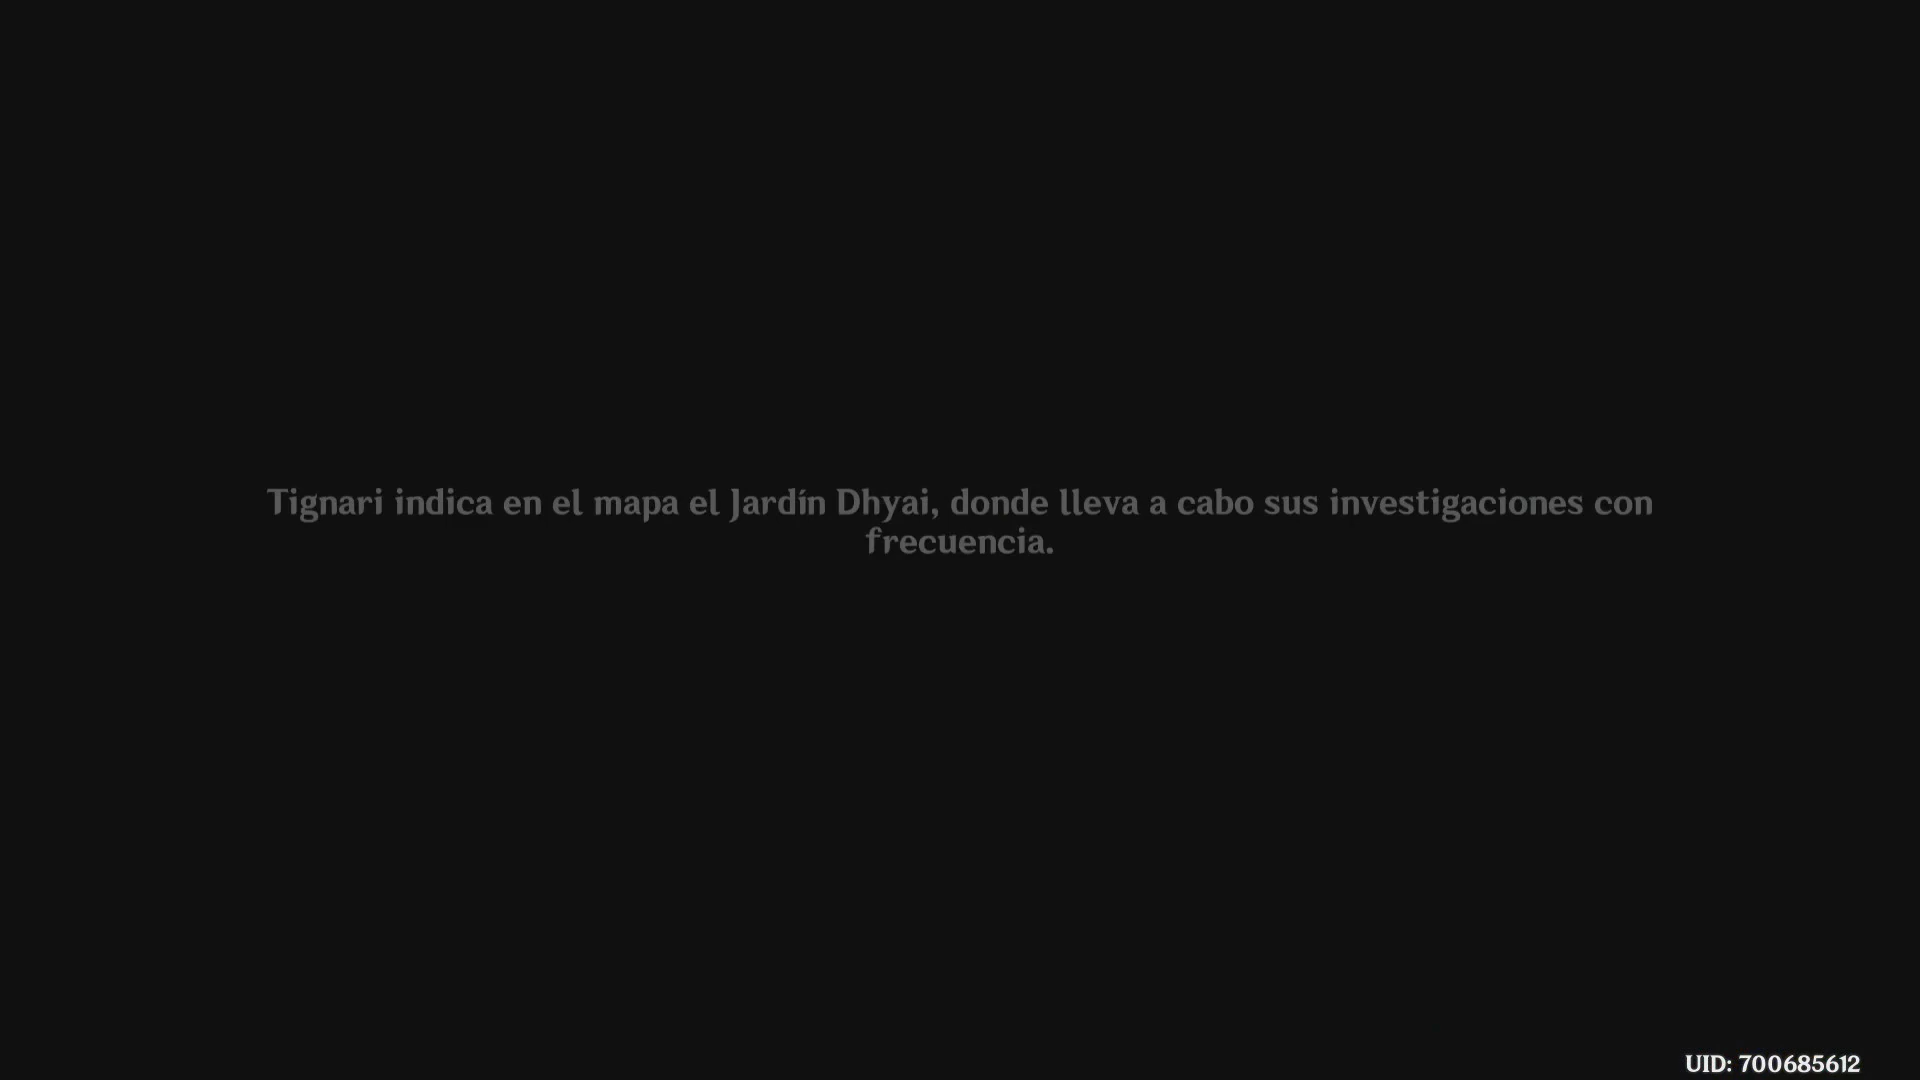 Tignari indica en el mapa el Jardín Dhyai, donde lleva a cabo sus investigaciones con
frecuencia.
UID: 700685612